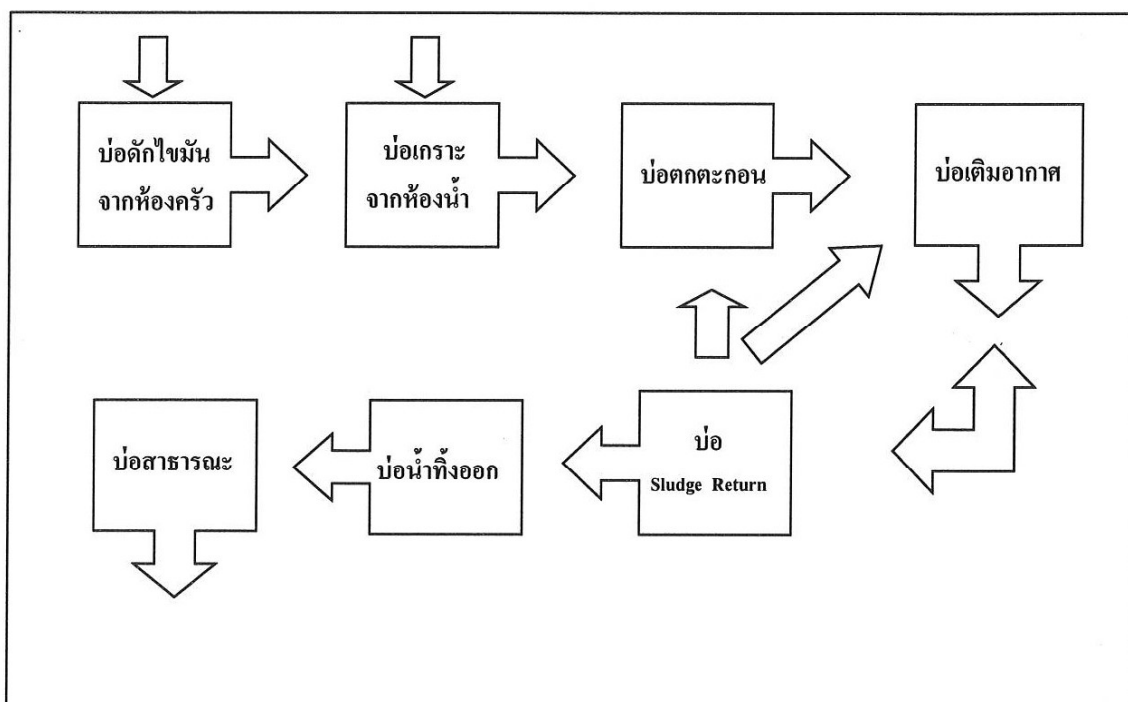 บ่อดักไขมัน
จากห้องครัว
บ่อเกราะ
จากห้องน้ำ
บ่อตกตะกอน
บ่อเติมอากาศ
บ่อสาธารณะ
บ่อน้ำทิ้งออก
บ่อ
Sludge Return